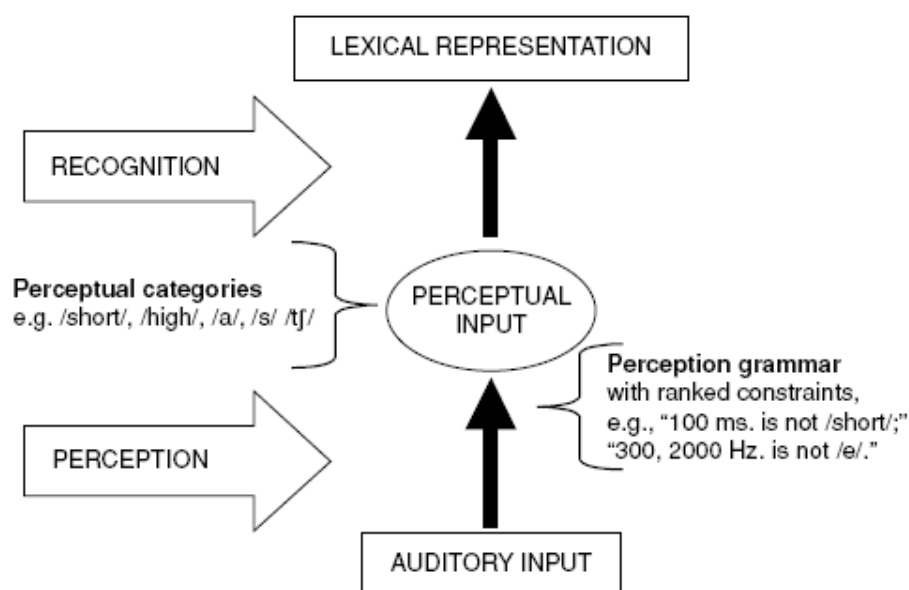 LEXICAL REPRESENTATION
RECOGNITION
Perceptual categories
e.g. /short/, /high/, /a/, /s/ /tʃ/
PERCEPTUAL
INPUT
Perception grammar
with ranked constraints,
e.g., “100 ms. is not /short/;”
“300, 2000 Hz. is not /e/.”
PERCEPTION
AUDITORY INPUT